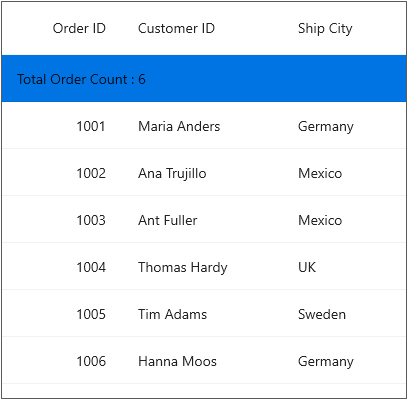 Order ID Customer ID Ship City
Total Order Count : 6
1001 Maria Anders Germany
1002 Ana Trujillo Mexico
1003 Ant Fuller Mexico
1004 Thomas Hardy UK
1005 Tim Adams Sweden
1006 Hanna Moos Germany